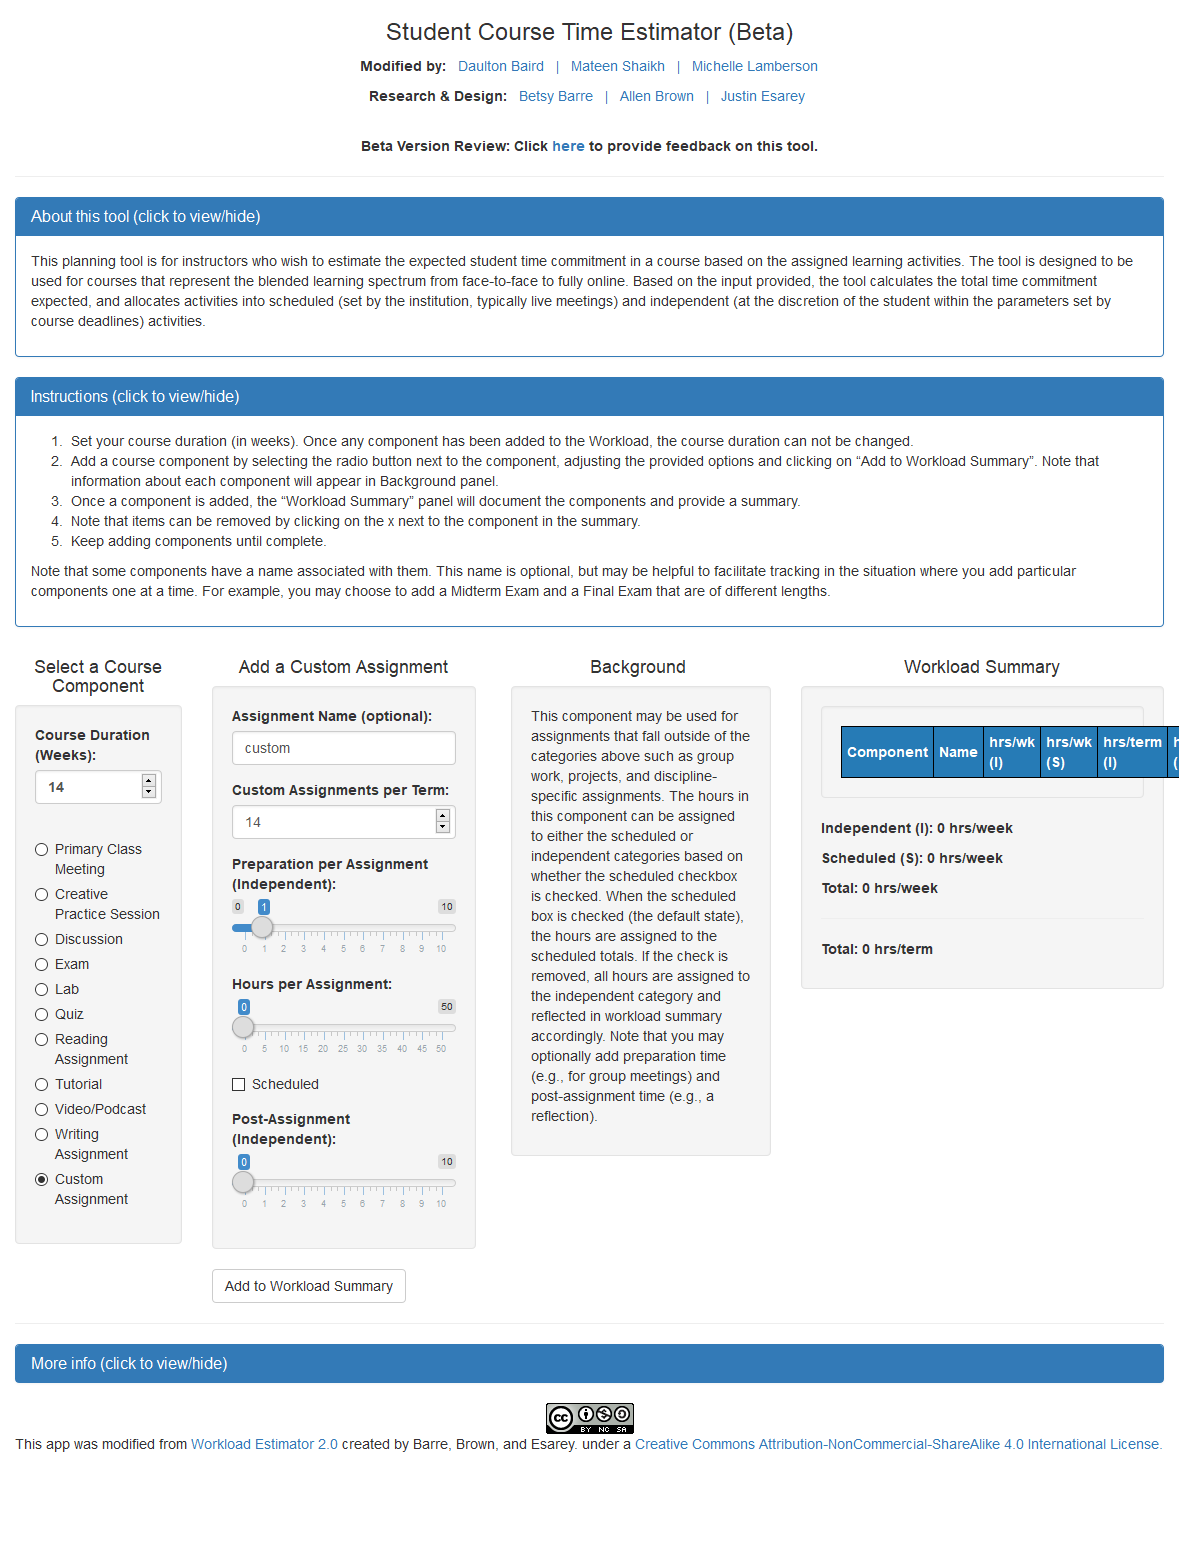 Student Course Time Estimator (Beta)
Modified by: Daulton Baird | Mateen Shaikh | Michelle Lamberson
Research & Design: Betsy Barre | Allen Brown | Justin Esarey
Beta Version Review: Click here to provide feedback on this tool.
About this tool (click to view/hide)
This planning tool is for instructors who wish to estimate the expected student time commitment in a course based on the assigned learning activities. The tool is designed to be
used for courses that represent the blended learning spectrum from face-to-face to fully online. Based on the input provided, the tool calculates the total time commitment
expected, and allocates activities into scheduled (set by the institution, typically live meetings) and independent (at the discretion of the student within the parameters set by
course deadlines) activities.
Instructions (click to view/hide)
1. Set your course duration (in weeks). Once any component has been added to the Workload, the course duration can not be changed.
2. Add a course component by selecting the radio button next to the component, adjusting the provided options and clicking on “Add to Workload Summary”. Note that
information about each component will appear in Background panel.
3. Once a component is added, the “Workload Summary” panel will document the components and provide a summary.
4. Note that items can be removed by clicking on the x next to the component in the summary.
5. Keep adding components until complete.
Note that some components have a name associated with them. This name is optional, but may be helpful to facilitate tracking in the situation where you add particular
components one at a time. For example, you may choose to add a Midterm Exam and a Final Exam that are of different lengths.
Select a Course
Component
Course Duration
(Weeks):
14
Primary Class
Meeting
Creative
Practice Session
Discussion
Exam
Lab
Quiz
Reading
Assignment
Tutorial
Video/Podcast
Writing
Assignment
Custom
Assignment
Add a Custom Assignment
Assignment Name (optional):
custom
Custom Assignments per Term:
14
Preparation per Assignment
(Independent):
0 1 10
0 1 2 3 4 5 6 7 8 9 10
Hours per Assignment:
0 50
0 5 10 15 20 25 30 35 40 45 50
Scheduled
Post-Assignment
(Independent):
0 10
0 1 2 3 4 5 6 7 8 9 10
Add to Workload Summary
Background
This component may be used for
assignments that fall outside of the
categories above such as group
work, projects, and discipline-
specific assignments. The hours in
this component can be assigned
to either the scheduled or
independent categories based on
whether the scheduled checkbox
is checked. When the scheduled
box is checked (the default state),
the hours are assigned to the
scheduled totals. If the check is
removed, all hours are assigned to
the independent category and
reflected in workload summary
accordingly. Note that you may
optionally add preparation time
(e.g., for group meetings) and
post-assignment time (e.g., a
reflection).
Workload Summary
Component Name hrs/wk (I) hrs/wk (S) hrs/term (I)
Independent (I): 0 hrs/week
Scheduled (S): 0 hrs/week
Total: 0 hrs/week
Total: 0 hrs/term
More info (click to view/hide)
cc BY NC SA
This app was modified from Workload Estimator 2.0 created by Barre, Brown, and Esarey. under a Creative Commons Attribution-NonCommercial-ShareAlike 4.0 International License.